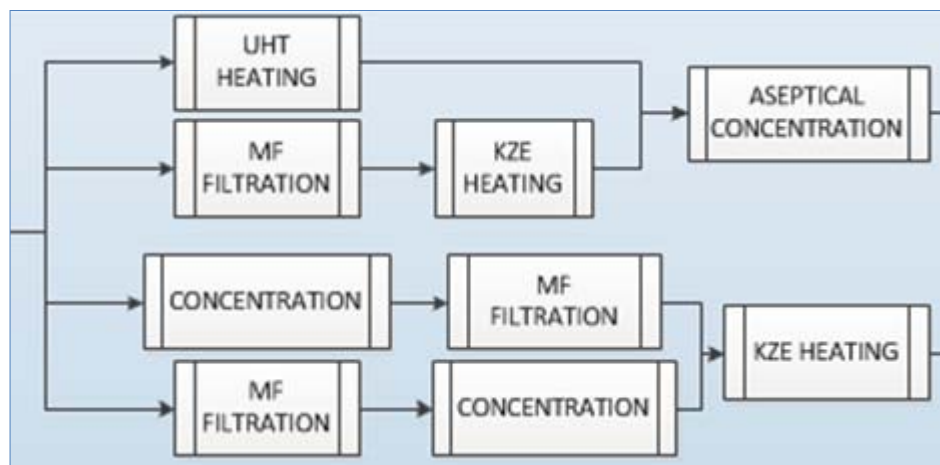 UHT
HEATING
ASEPTICAL
CONCENTRATION
MF
FILTRATION
KZE
HEATING
CONCENTRATION
MF
FILTRATION
KZE HEATING
MF
FILTRATION
CONCENTRATION